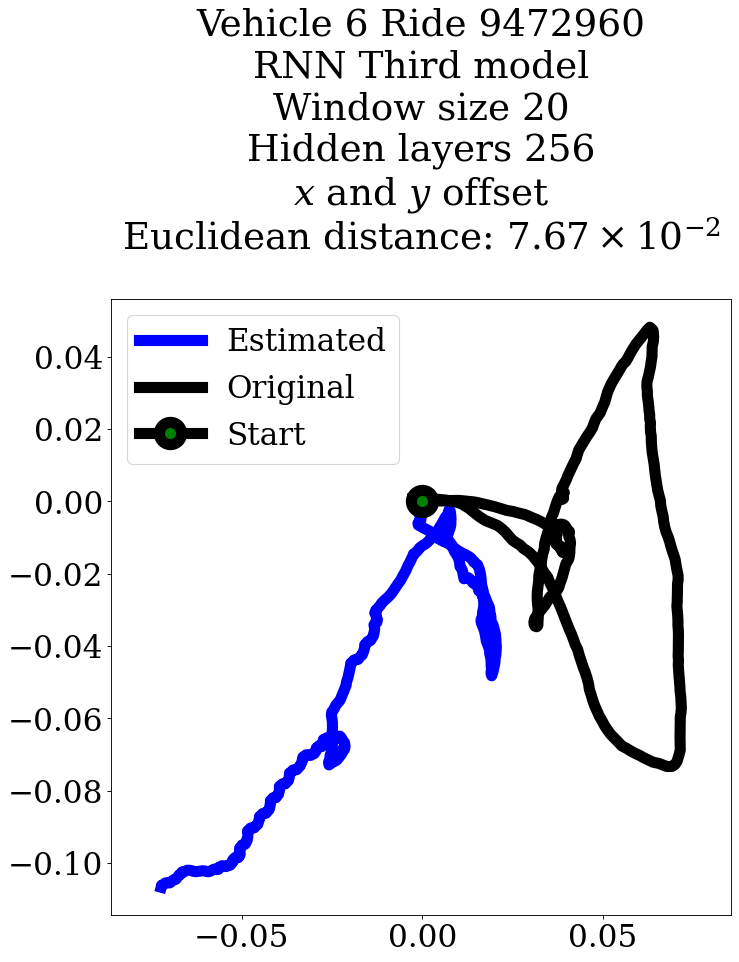 Vehicle 6 Ride 9472960
RNN Third model
Window size 20
Hidden layers 256
x and y offset
Euclidean distance: 7.67 × 10⁻²
Estimated
Original
Start
0.04
0.02
0.00
−0.02
−0.04
−0.06
−0.08
−0.10
−0.05 0.00 0.05